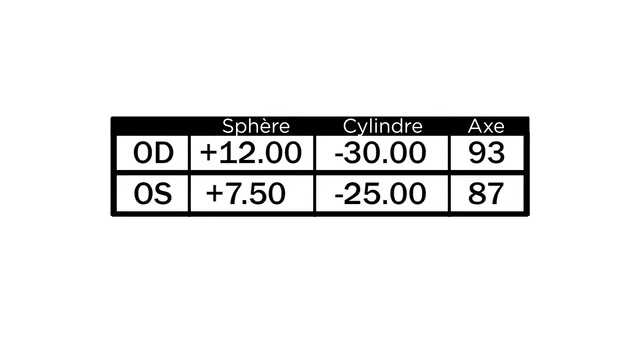 Sphère Cylindre Axe
OD +12.00 -30.00 93
OS +7.50 -25.00 87